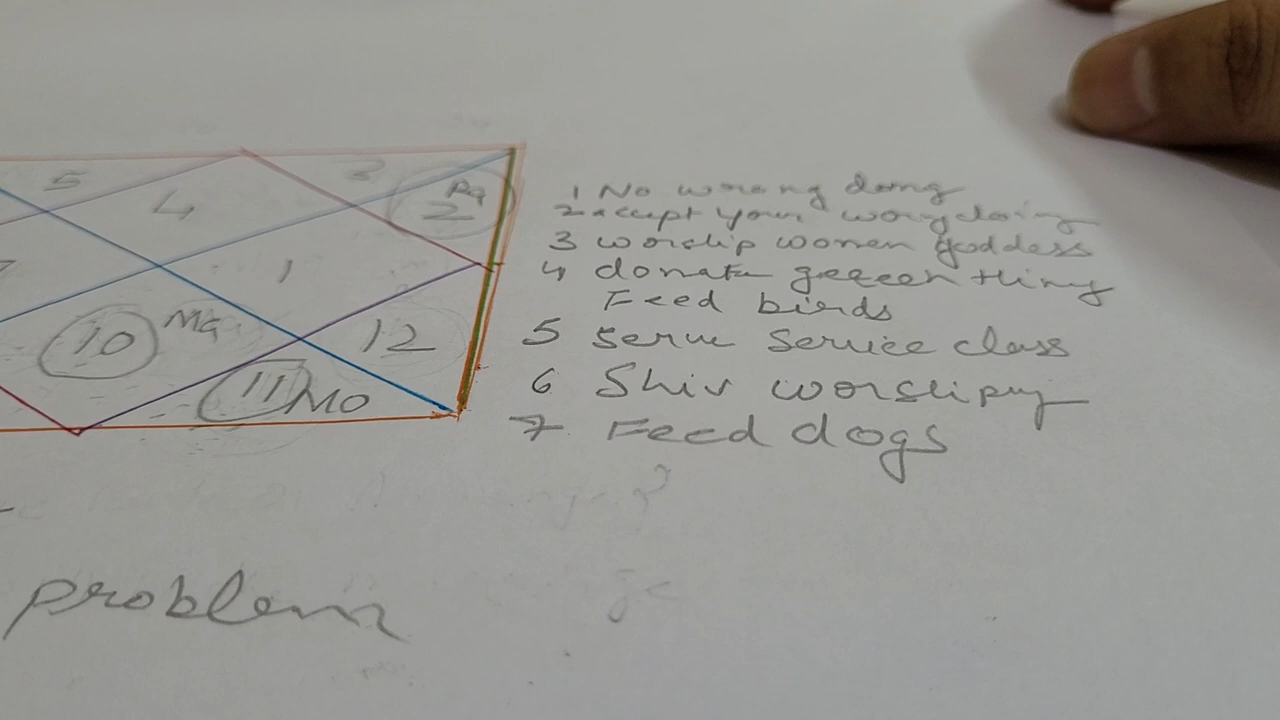 5
3
4
Ra
2
1
10
Ma
12
11
Mo
1 No wrong doing
2 accept your wrongdoing
3 worship women goddess
4 donate greeen thing
Feed birds
5 Serve Service class
6 Shiv worsliping
7 Feed dogs
problem